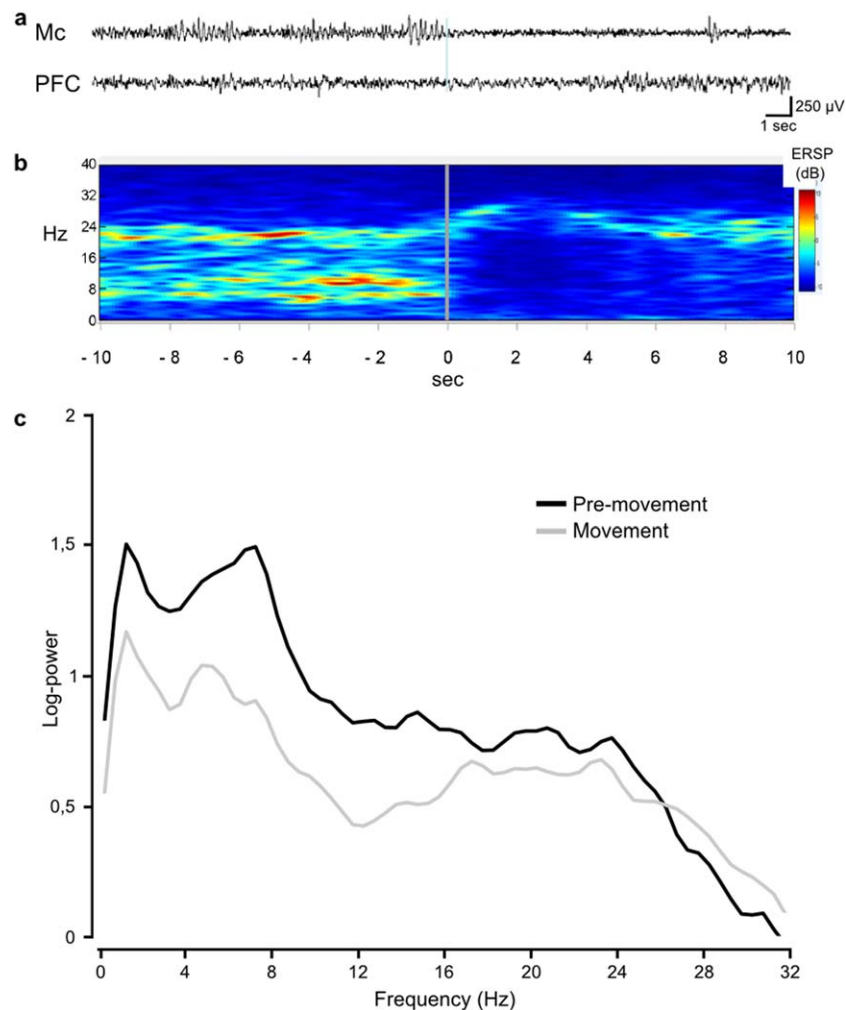 a
Mc
PFC
250 µV
1 sec
b
ERSP
(dB)
Hz
40
32
24
16
8
0
- 10 - 8 - 6 - 4 - 2 0 2 4 6 8 10
sec
c
2
1,5
1
0,5
0
Log-power
Pre-movement
Movement
0 4 8 12 16 20 24 28 32
Frequency (Hz)